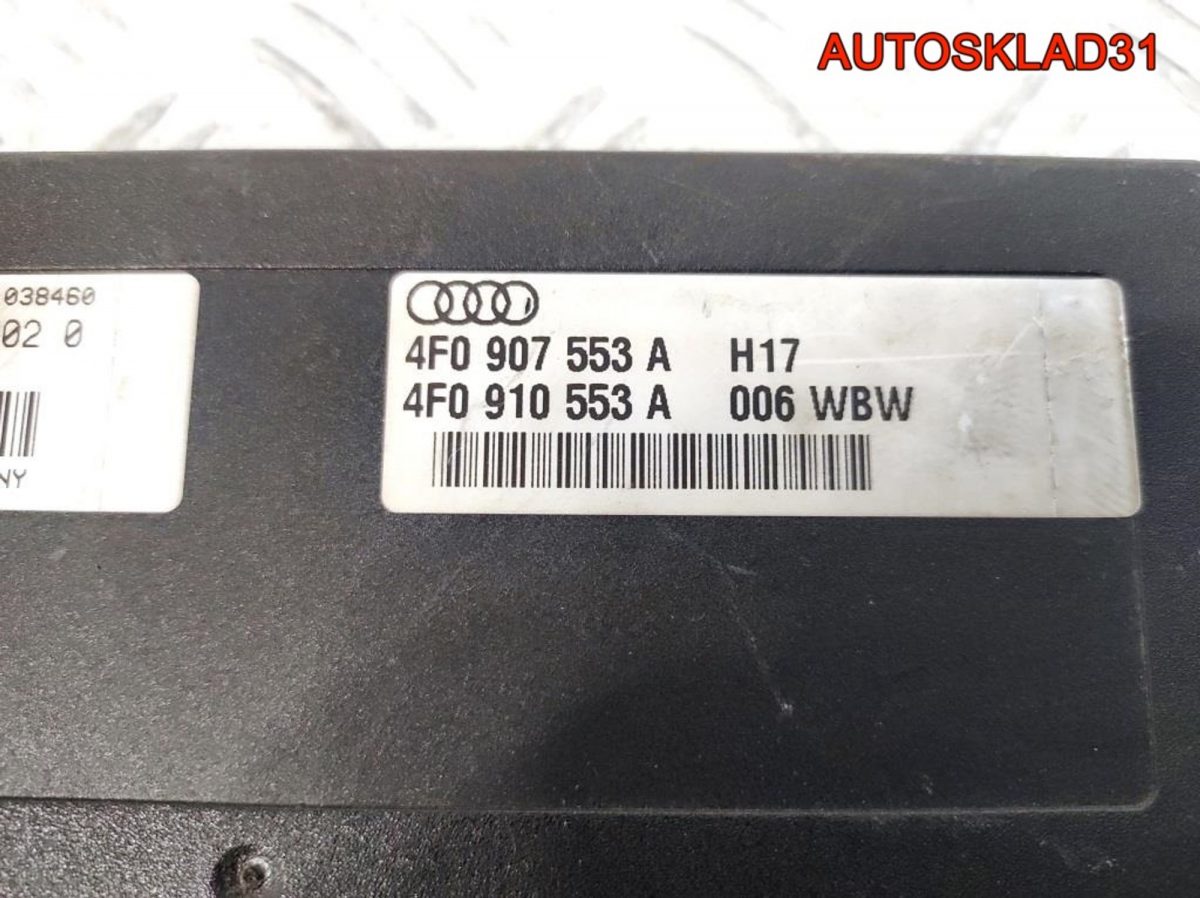 AUTOSKLAD31
038460
02 0
NY
4F0 907 553 A H17
4F0 910 553 A 006 WBW